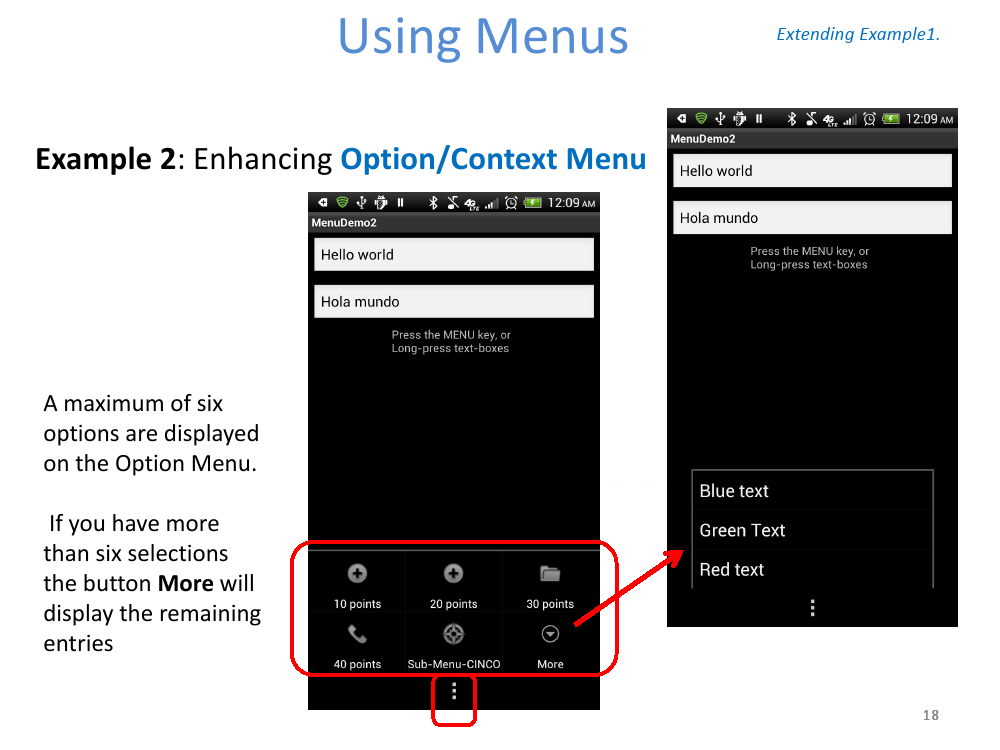 Using Menus
Extending Example1.
Example 2: Enhancing Option/Context Menu
A maximum of six
options are displayed
on the Option Menu.
If you have more
than six selections
the button More will
display the remaining
entries
4G LTE 12:09 AM
MenuDemo2
Hello world
Hola mundo
Press the MENU key, or
Long-press text-boxes
10 points 20 points 30 points
40 points Sub-Menu-CINCO More
4G LTE 12:09 AM
MenuDemo2
Hello world
Hola mundo
Press the MENU key, or
Long-press text-boxes
Blue text
Green Text
Red text
18